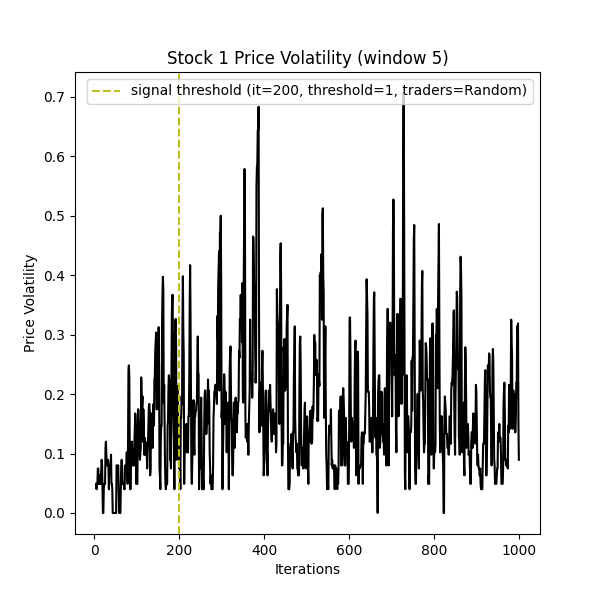 Stock 1 Price Volatility (window 5)
signal threshold (it=200, threshold=1, traders=Random)
0.7
0.6
0.5
0.4
0.3
0.2
0.1
0.0
Price Volatility
0 200 400 600 800 1000
Iterations